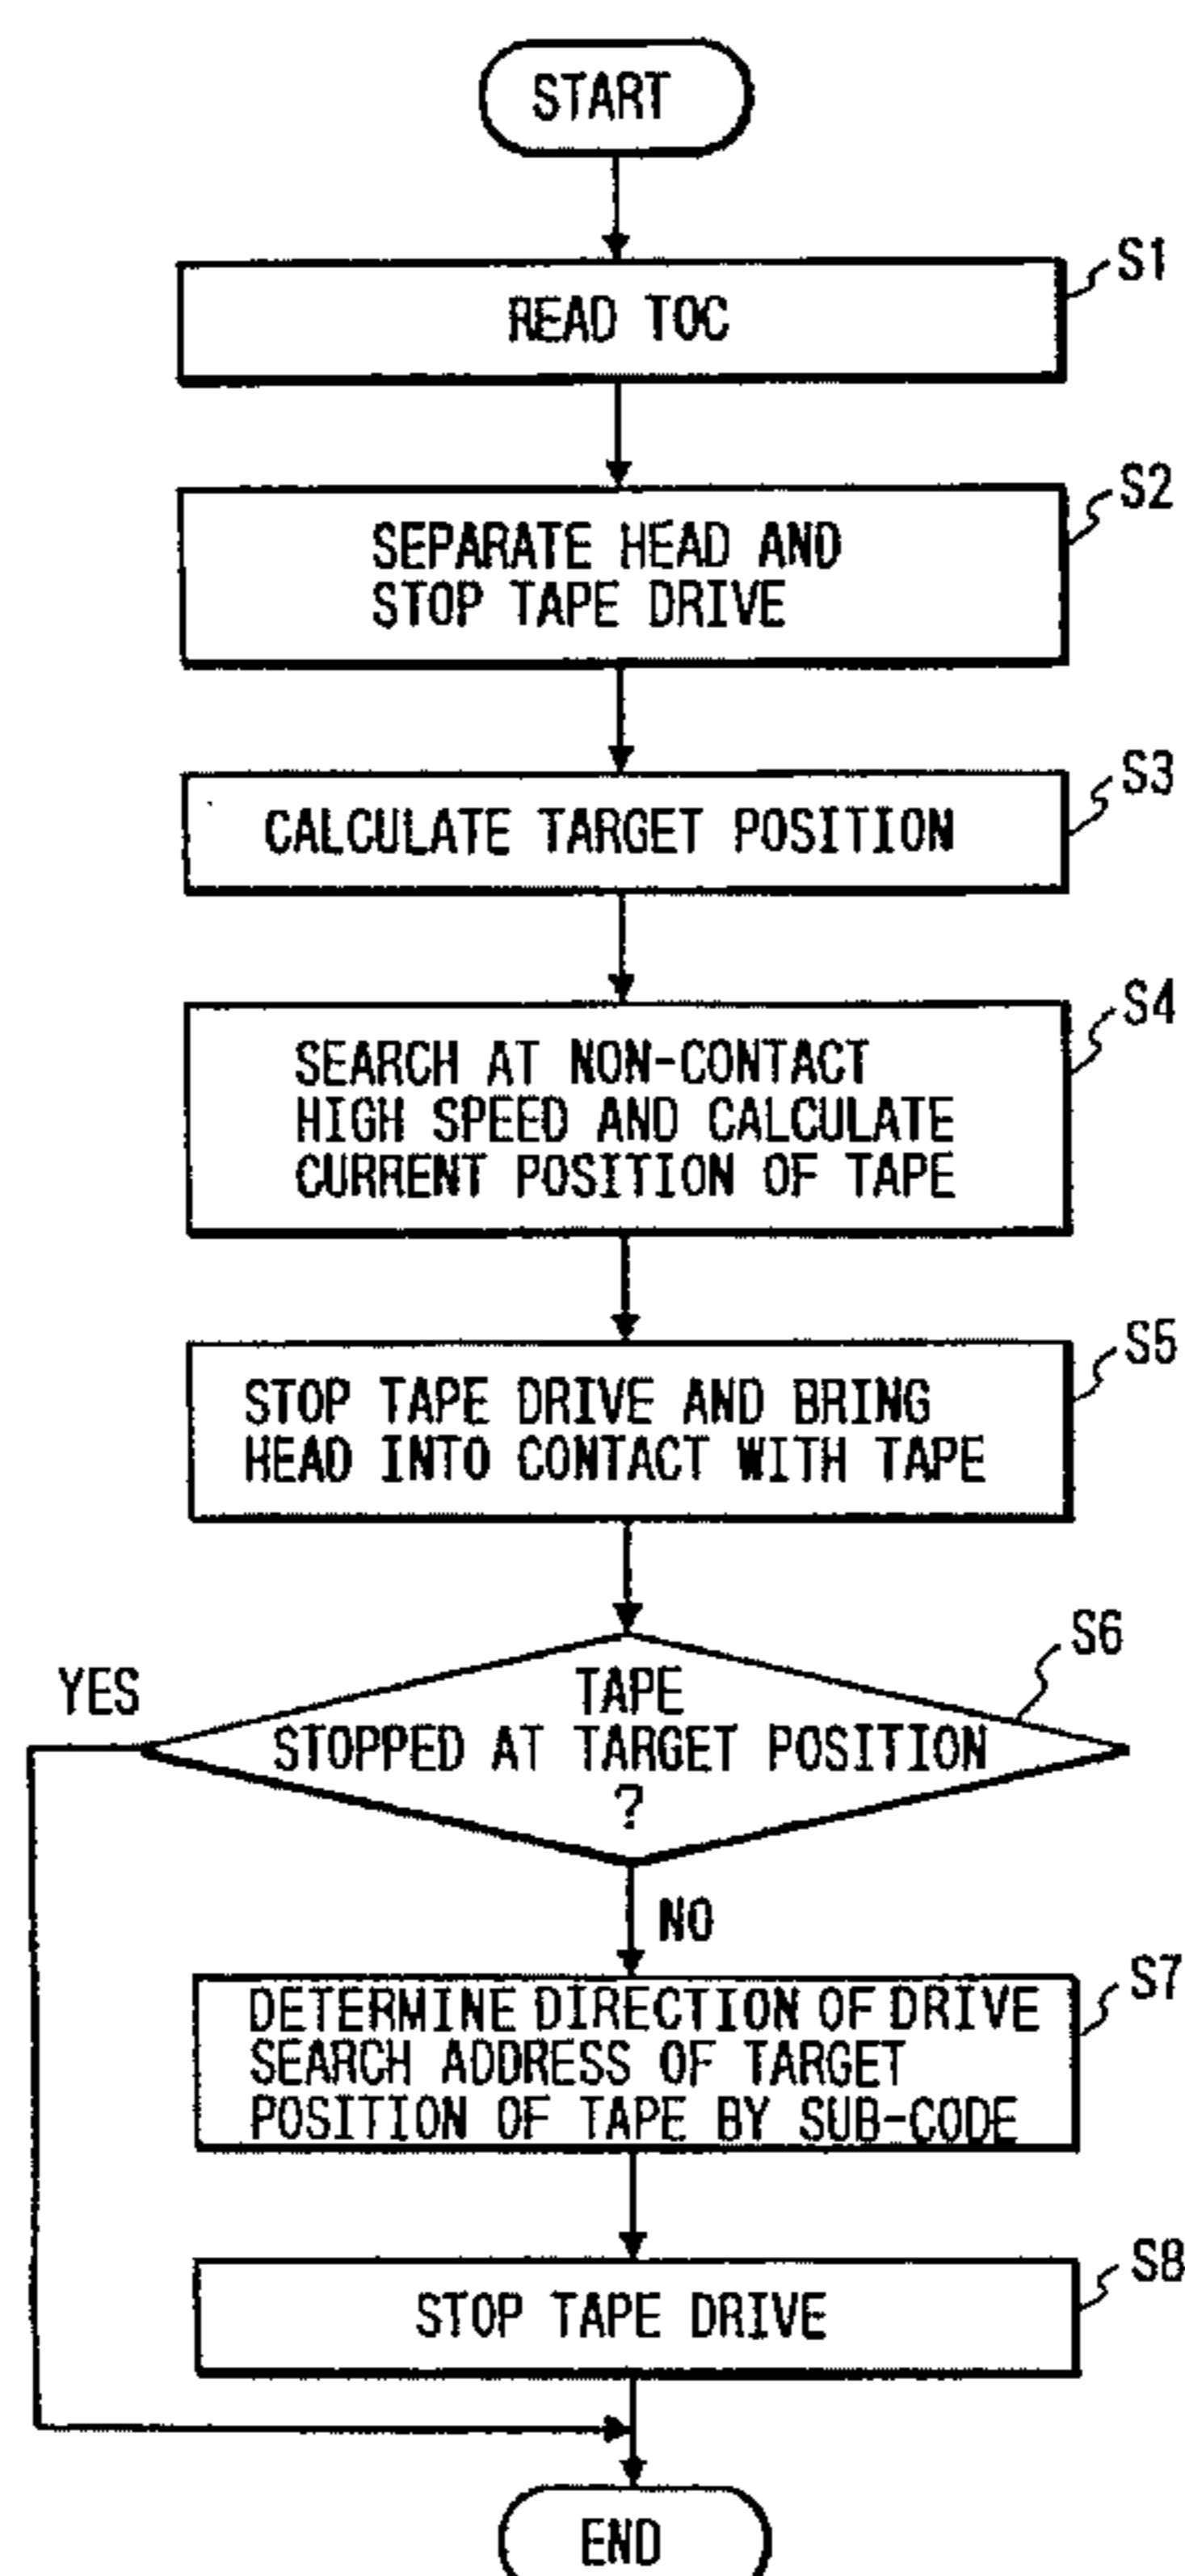 START
S1
READ TOC
S2
SEPARATE HEAD AND
STOP TAPE DRIVE
S3
CALCULATE TARGET POSITION
S4
SEARCH AT NON-CONTACT
HIGH SPEED AND CALCULATE
CURRENT POSITION OF TAPE
S5
STOP TAPE DRIVE AND BRING
HEAD INTO CONTACT WITH TAPE
S6
YES
TAPE
STOPPED AT TARGET POSITION
?
NO
S7
DETERMINE DIRECTION OF DRIVE
SEARCH ADDRESS OF TARGET
POSITION OF TAPE BY SUB-CODE
S8
STOP TAPE DRIVE
END